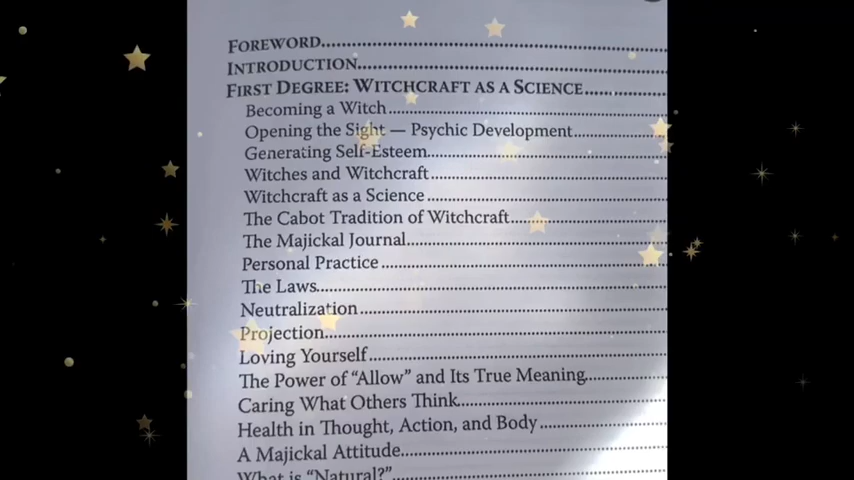 FOREWORD
INTRODUCTION
FIRST DEGREE: WITCHCRAFT AS A SCIENCE
Becoming a Witch
Opening the Sight — Psychic Development
Generating Self-Esteem
Witches and Witchcraft
Witchcraft as a Science
The Cabot Tradition of Witchcraft
The Majickal Journal
Personal Practice
The Laws
Neutralization
Projection
Loving Yourself
The Power of “Allow” and Its True Meaning
Caring What Others Think
Health in Thought, Action, and Body
A Majickal Attitude
What is “Natural?”